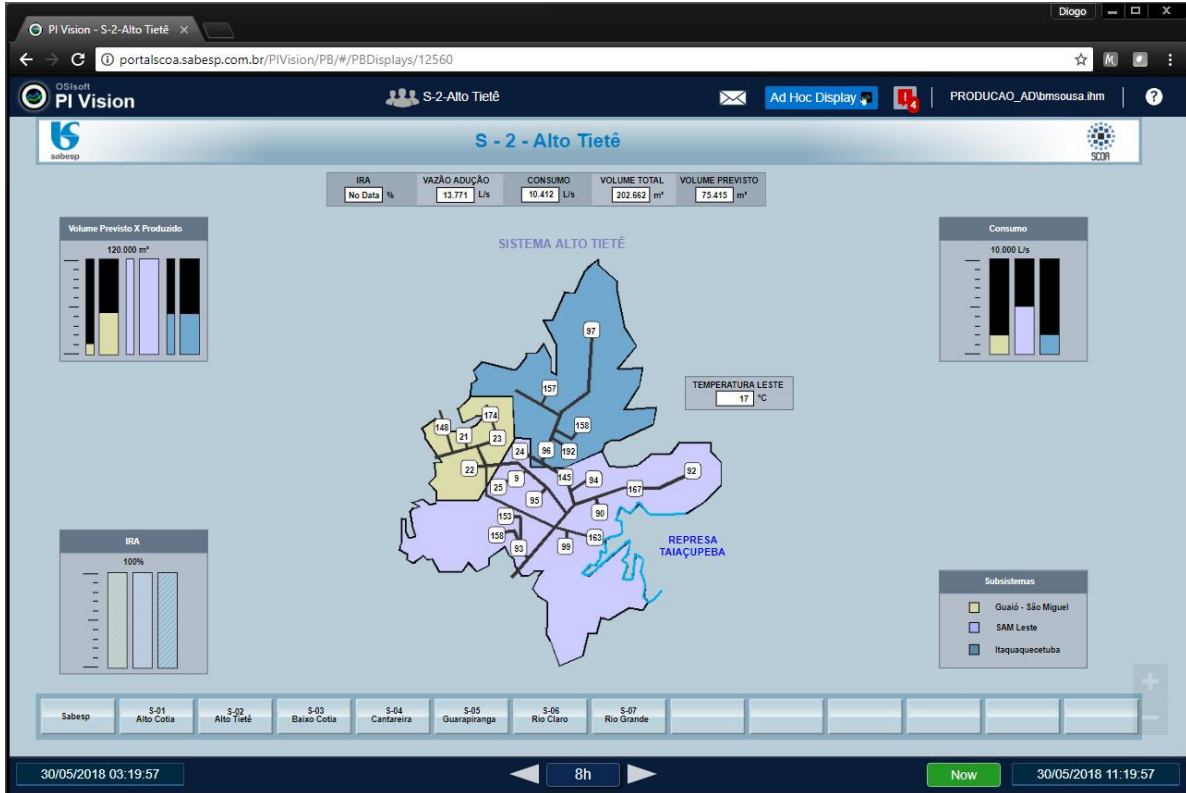 Diogo
PI Vision - S-2-Alto Tietê
portalscoa.sabesp.com.br/PIVision/PB/#/PBDisplays/12560
OSIsoft
PI Vision
S-2-Alto Tietê
Ad Hoc Display
4
PRODUCAO_AD\bmsousa.ihm
?
sabesp
S - 2 - Alto Tietê
SCOA
IRA
No Data %
VAZÃO ADUÇÃO
13.771 L/s
CONSUMO
10.412 L/s
VOLUME TOTAL
202.662 m³
VOLUME PREVISTO
75.415 m³
Volume Previsto X Produzido
120.000 m³
Consumo
10.000 L/s
SISTEMA ALTO TIETÊ
97
157
TEMPERATURA LESTE
17 °C
174
148
21
23
158
24
96
192
22
9
145
94
92
25
167
95
90
153
158
93
99
163
REPRESA
TAIAÇUPEBA
IRA
100%
Subsistemas
Guaió - São Miguel
SAM Leste
Itaquaquecetuba
Sabesp
S-01
Alto Cotia
S-02
Alto Tietê
S-03
Baixo Cotia
S-04
Cantareira
S-05
Guarapiranga
S-06
Rio Claro
S-07
Rio Grande
30/05/2018 03:19:57
8h
Now
30/05/2018 11:19:57